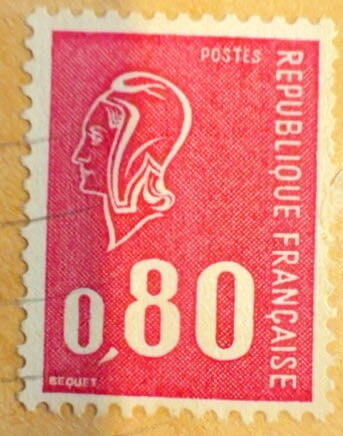 POSTES
REPUBLIQUE FRANÇAISE
0,80
BEQUET